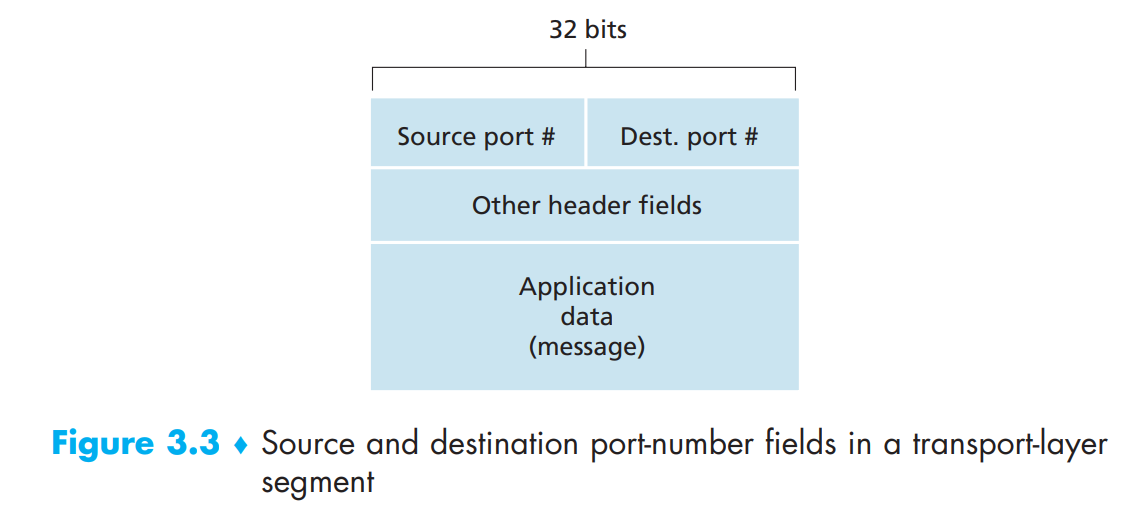 32 bits
Source port #
Dest. port #
Other header fields
Application
data
(message)
Figure 3.3 ♦ Source and destination port-number fields in a transport-layer
segment